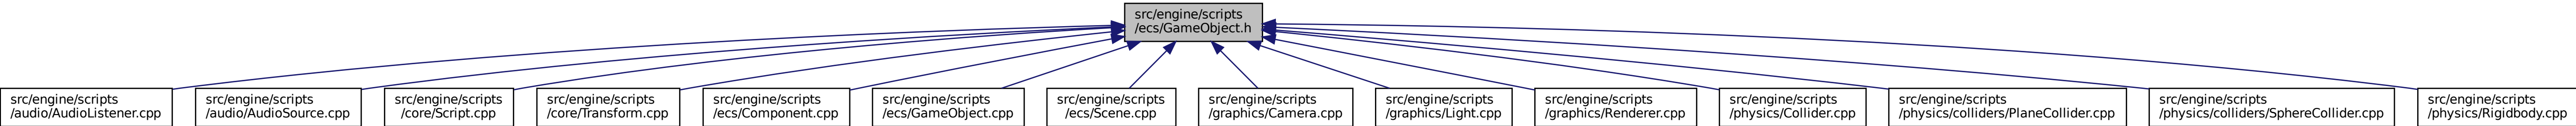 src/engine/scripts
/ecs/GameObject.h
src/engine/scripts
/audio/AudioListener.cpp
src/engine/scripts
/audio/AudioSource.cpp
src/engine/scripts
/core/Script.cpp
src/engine/scripts
/core/Transform.cpp
src/engine/scripts
/ecs/Component.cpp
src/engine/scripts
/ecs/GameObject.cpp
src/engine/scripts
/ecs/Scene.cpp
src/engine/scripts
/graphics/Camera.cpp
src/engine/scripts
/graphics/Light.cpp
src/engine/scripts
/graphics/Renderer.cpp
src/engine/scripts
/physics/Collider.cpp
src/engine/scripts
/physics/colliders/PlaneCollider.cpp
src/engine/scripts
/physics/colliders/SphereCollider.cpp
src/engine/scripts
/physics/Rigidbody.cpp